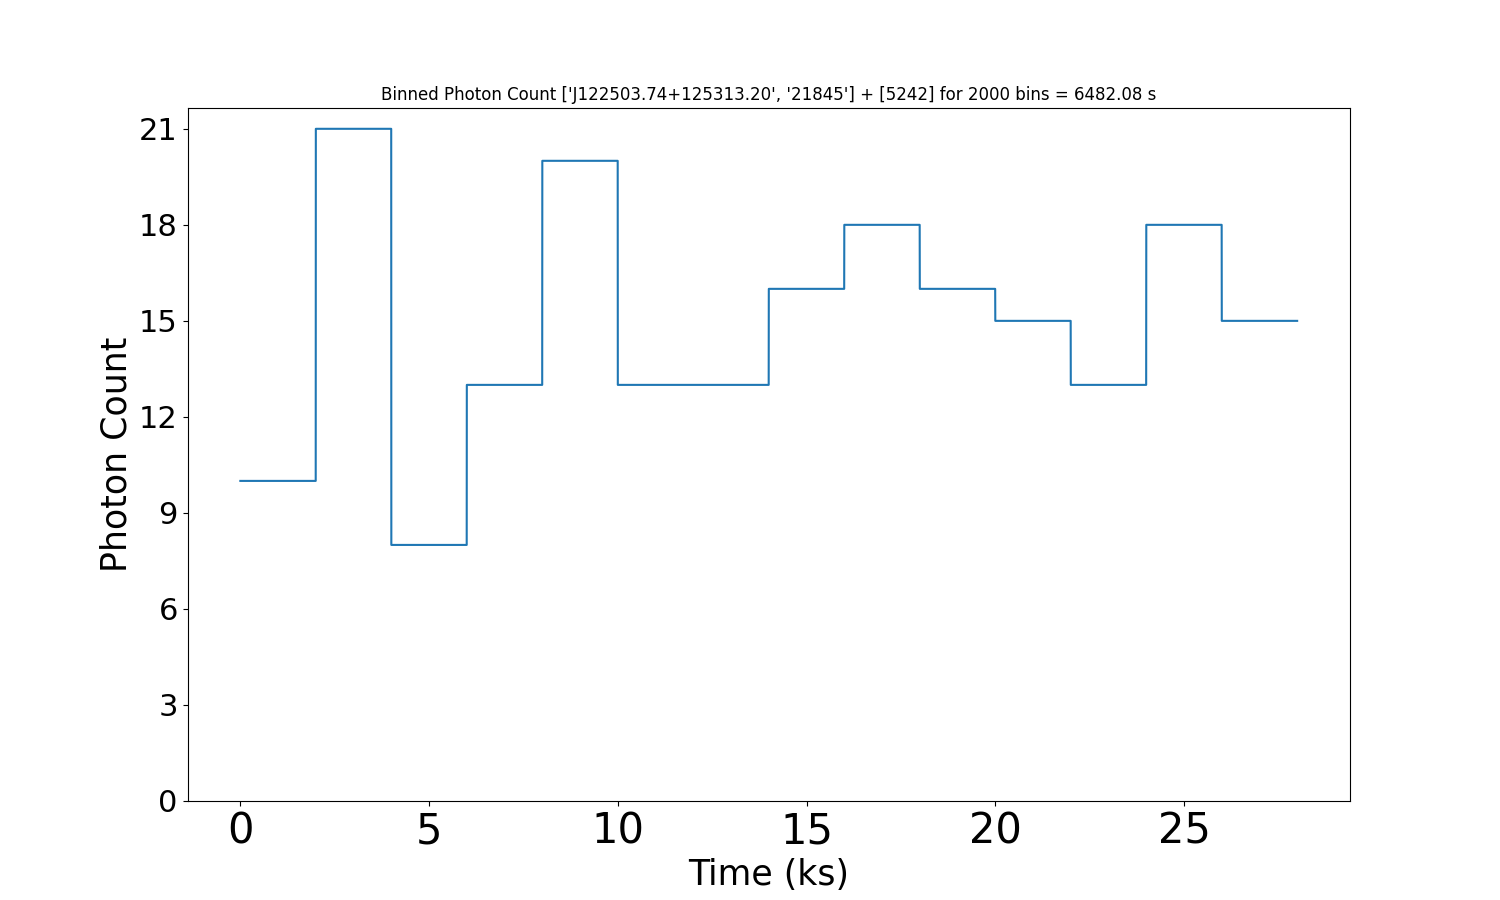 Binned Photon Count ['J122503.74+125313.20', '21845'] + [5242] for 2000 bins = 6482.08 s
21
18
15
12
9
6
3
0
Photon Count
0 5 10 15 20 25
Time (ks)